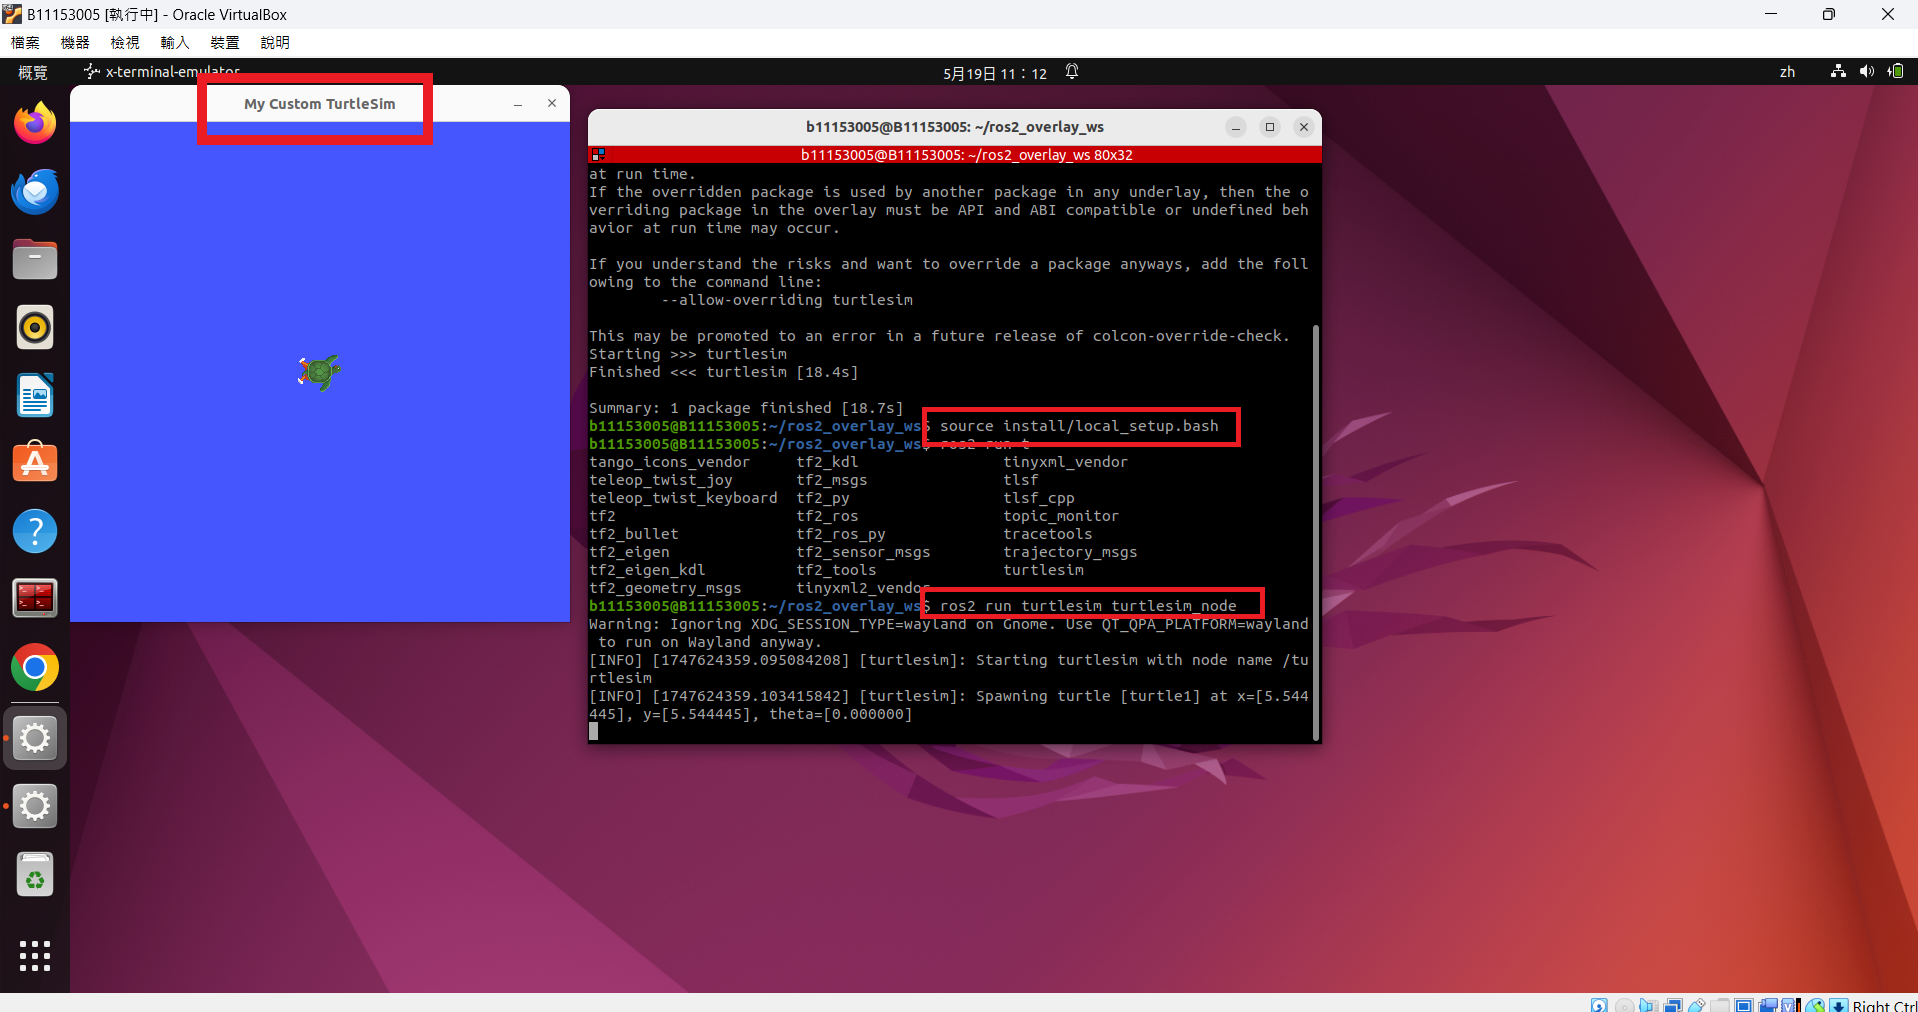 B11153005 [執行中] - Oracle VirtualBox
檔案 機器 檢視 輸入 裝置 說明
概覽 x-terminal-emulator 5月19日 11：12 zh
My Custom TurtleSim
b11153005@B11153005: ~/ros2_overlay_ws
b11153005@B11153005: ~/ros2_overlay_ws 80x32
at run time.
If the overridden package is used by another package in any underlay, then the o
verriding package in the overlay must be API and ABI compatible or undefined beh
avior at run time may occur.
If you understand the risks and want to override a package anyways, add the foll
owing to the command line:
--allow-overriding turtlesim
This may be promoted to an error in a future release of colcon-override-check.
Starting >>> turtlesim
Finished <<< turtlesim [18.4s]
Summary: 1 package finished [18.7s]
b11153005@B11153005:~/ros2_overlay_ws$ source install/local_setup.bash
b11153005@B11153005:~/ros2_overlay_ws$ ros2 run t
tango_icons_vendor tf2_kdl tinyxml_vendor
teleop_twist_joy tf2_msgs tlsf
teleop_twist_keyboard tf2_py tlsf_cpp
tf2 tf2_ros topic_monitor
tf2_bullet tf2_ros_py tracetools
tf2_eigen tf2_sensor_msgs trajectory_msgs
tf2_eigen_kdl tf2_tools turtlesim
tf2_geometry_msgs tinyxml2_vendor
b11153005@B11153005:~/ros2_overlay_ws$ ros2 run turtlesim turtlesim_node
Warning: Ignoring XDG_SESSION_TYPE=wayland on Gnome. Use QT_QPA_PLATFORM=wayland
to run on Wayland anyway.
[INFO] [1747624359.095084208] [turtlesim]: Starting turtlesim with node name /tu
rtlesim
[INFO] [1747624359.103415842] [turtlesim]: Spawning turtle [turtle1] at x=[5.544
445], y=[5.544445], theta=[0.000000]
Right Ctrl